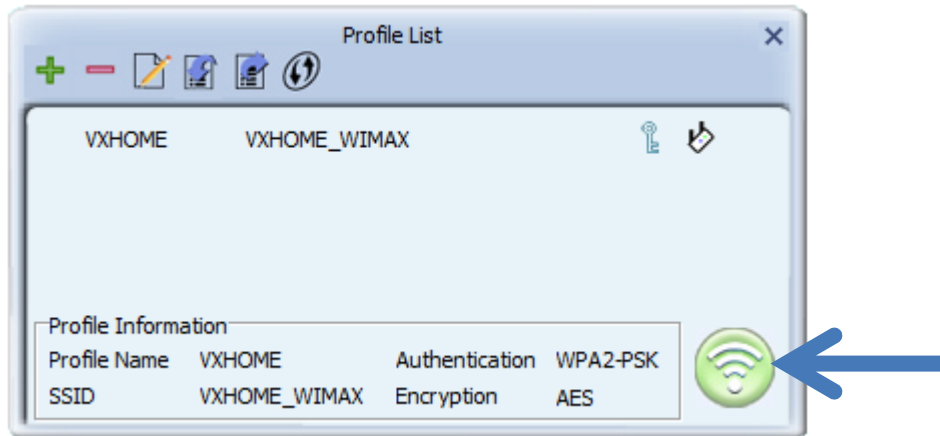 Profile List
VXHOME VXHOME_WIMAX
Profile Information
Profile Name VXHOME Authentication WPA2-PSK
SSID VXHOME_WIMAX Encryption AES